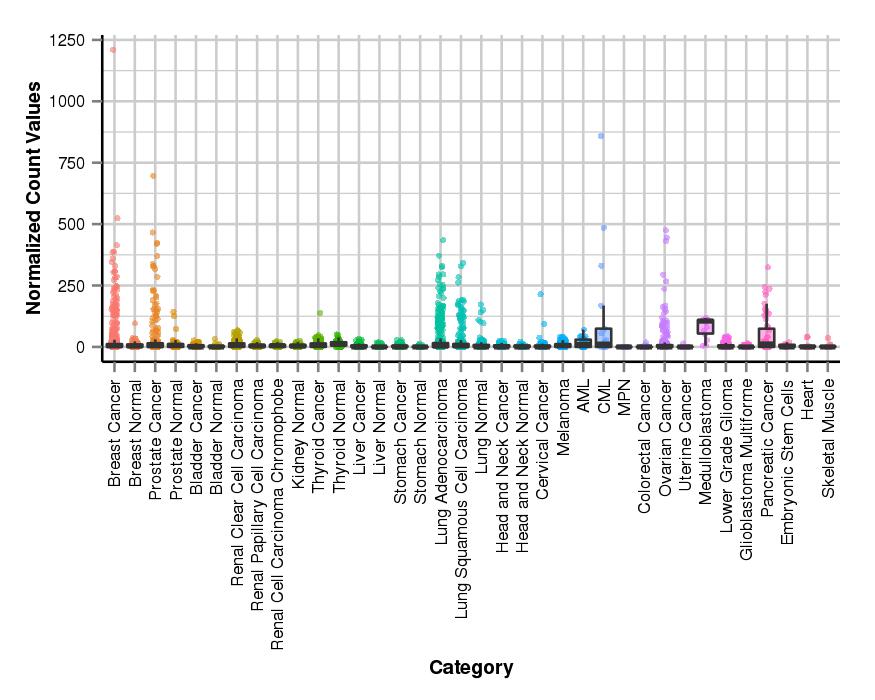 Normalized Count Values
1250
1000
750
500
250
0
Breast Cancer
Breast Normal
Prostate Cancer
Prostate Normal
Bladder Cancer
Bladder Normal
Renal Clear Cell Carcinoma
Renal Papillary Cell Carcinoma
Renal Cell Carcinoma Chromophobe
Kidney Normal
Thyroid Cancer
Thyroid Normal
Liver Cancer
Liver Normal
Stomach Cancer
Stomach Normal
Lung Adenocarcinoma
Lung Squamous Cell Carcinoma
Lung Normal
Head and Neck Cancer
Head and Neck Normal
Cervical Cancer
Melanoma
AML
CML
MPN
Colorectal Cancer
Ovarian Cancer
Uterine Cancer
Medulloblastoma
Lower Grade Glioma
Glioblastoma Multiforme
Pancreatic Cancer
Embryonic Stem Cells
Heart
Skeletal Muscle
Category